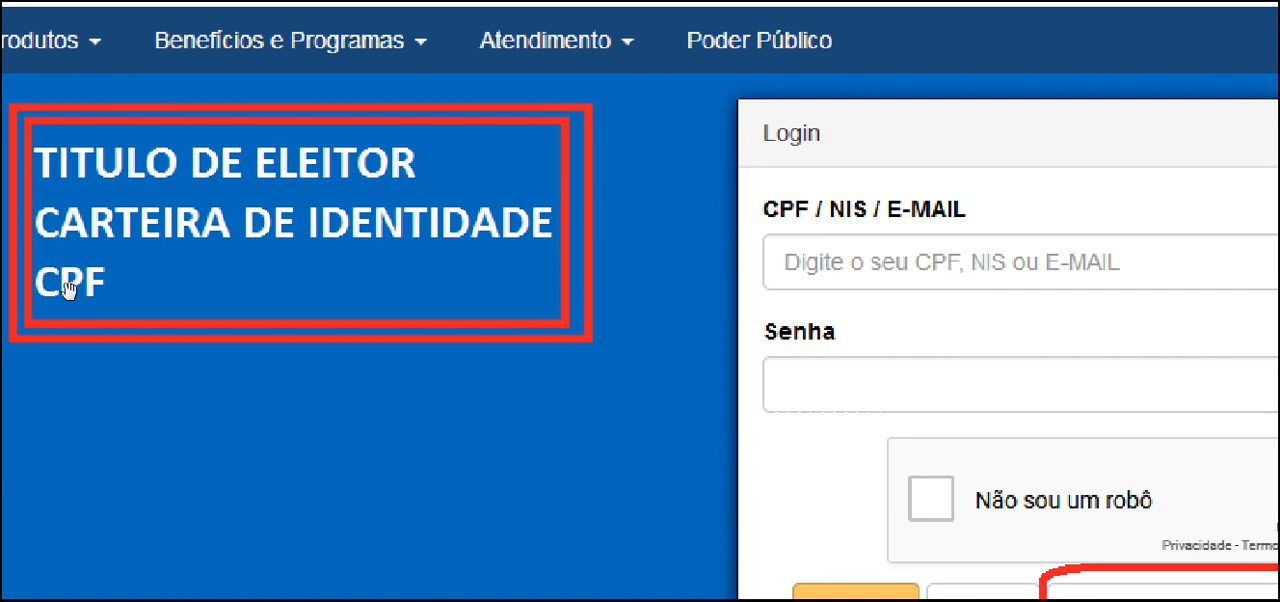 rodutos Benefícios e Programas Atendimento Poder Público
TITULO DE ELEITOR
CARTEIRA DE IDENTIDADE
CPF
Login
CPF / NIS / E-MAIL
Digite o seu CPF, NIS ou E-MAIL
Senha
Não sou um robô
Privacidade - Termo